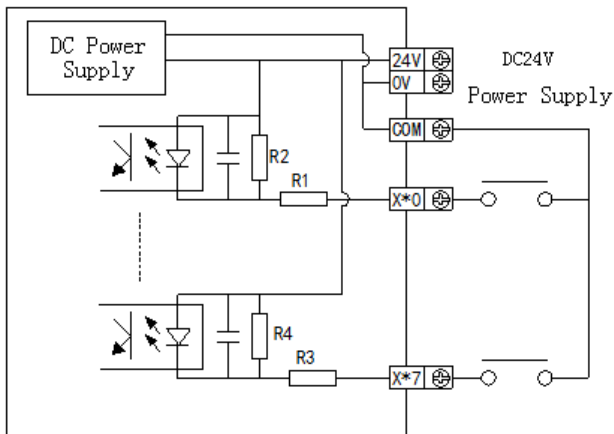 DC Power
Supply
24V
0V
DC24V
Power Supply
COM
R2
R1
X*0
R4
R3
X*7